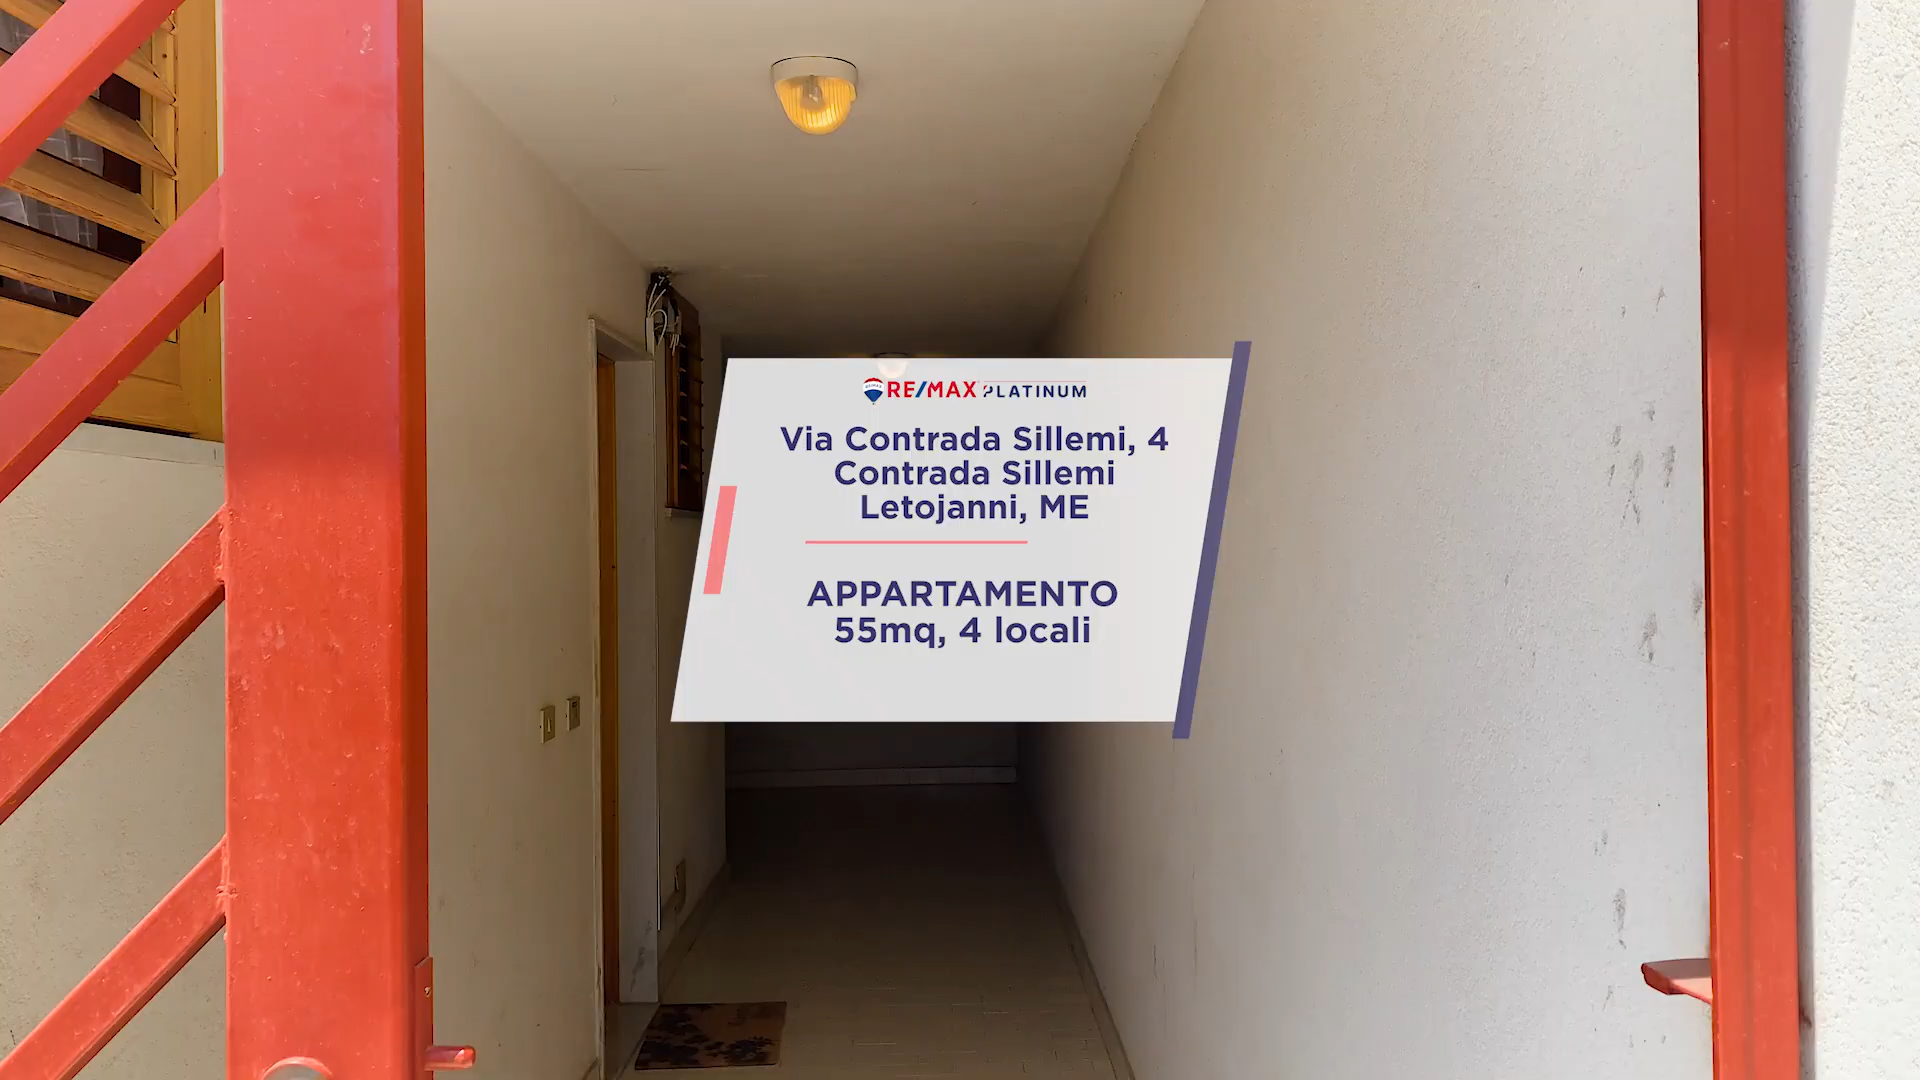 RE/MAX PLATINUM
Via Contrada Sillemi, 4
Contrada Sillemi
Letojanni, ME
APPARTAMENTO
55mq, 4 locali